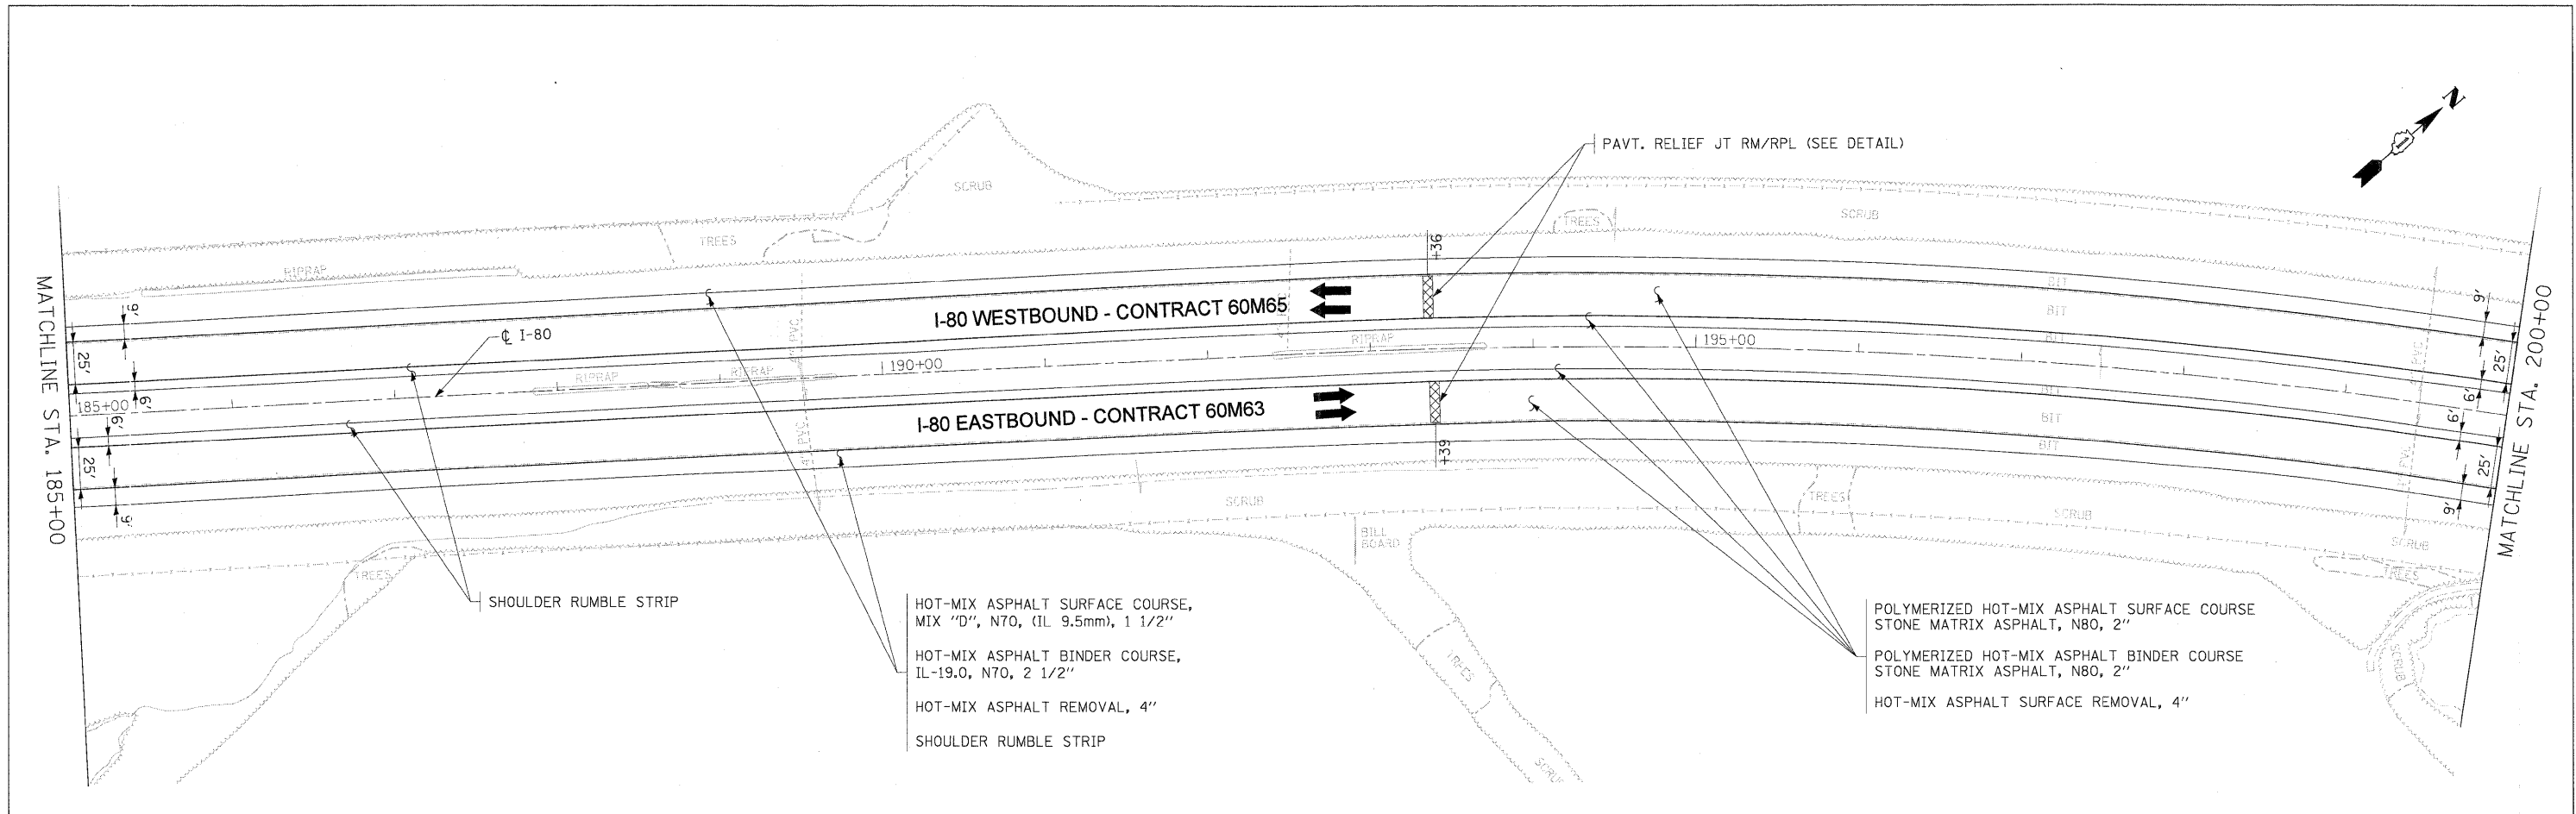 N
PAVT. RELIEF JT RM/RPL (SEE DETAIL)
SCRUB
TREES
SCRUB
TREES
RIPRAP
+36
MATCHLINE STA. 185+00
9'
25'
6'
185+00
6'
25'
9'
℄ I-80
I-80 WESTBOUND - CONTRACT 60M65
RIPRAP
RIPRAP
190+00
RIPRAP
195+00
I-80 EASTBOUND - CONTRACT 60M63
+39
BIT
BIT
BIT
BIT
BIT
BIT
9'
25'
6'
6'
25'
9'
MATCHLINE STA. 200+00
SCRUB
TREES
SCRUB
SCRUB
TREES
BILL
BOARD
TREES
SHOULDER RUMBLE STRIP
HOT-MIX ASPHALT SURFACE COURSE,
MIX "D", N70, (IL 9.5mm), 1 1/2"
HOT-MIX ASPHALT BINDER COURSE,
IL-19.0, N70, 2 1/2"
HOT-MIX ASPHALT REMOVAL, 4"
SHOULDER RUMBLE STRIP
POLYMERIZED HOT-MIX ASPHALT SURFACE COURSE
STONE MATRIX ASPHALT, N80, 2"
POLYMERIZED HOT-MIX ASPHALT BINDER COURSE
STONE MATRIX ASPHALT, N80, 2"
HOT-MIX ASPHALT SURFACE REMOVAL, 4"
TREES
SCRUB
SCRUB